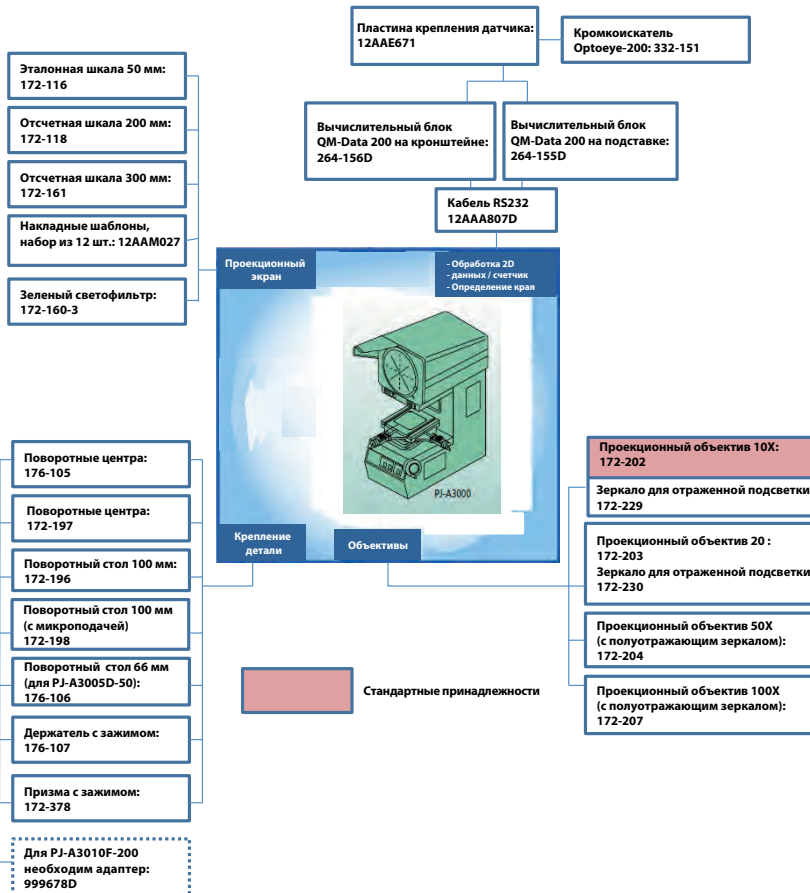 Пластина крепления датчика:
12AAE671
Кромкоискатель
Optoeye-200: 332-151
Эталонная шкала 50 мм:
172-116
Отсчетная шкала 200 мм:
172-118
Отсчетная шкала 300 мм:
172-161
Накладные шаблоны,
набор из 12 шт.: 12AAM027
Зеленый светофильтр:
172-160-3
Вычислительный блок
QM-Data 200 на кронштейне:
264-156D
Вычислительный блок
QM-Data 200 на подставке:
264-155D
Кабель RS232
12AAA807D
Проекционный
экран
- Обработка 2D
- данных / счетчик
- Определение края
PJ-A3000
Крепление
детали
Объективы
Поворотные центра:
176-105
Поворотные центра:
172-197
Поворотный стол 100 мм:
172-196
Поворотный стол 100 мм
(с микроподачей)
172-198
Поворотный стол 66 мм
(для PJ-A3005D-50):
176-106
Держатель с зажимом:
176-107
Призма с зажимом:
172-378
Для PJ-A3010F-200
необходим адаптер:
999678D
Проекционный объектив 10X:
172-202
Зеркало для отраженной подсветки
172-229
Проекционный объектив 20 :
172-203
Зеркало для отраженной подсветки
172-230
Проекционный объектив 50X
(с полуотражающим зеркалом):
172-204
Проекционный объектив 100X
(с полуотражающим зеркалом):
172-207
Стандартные принадлежности